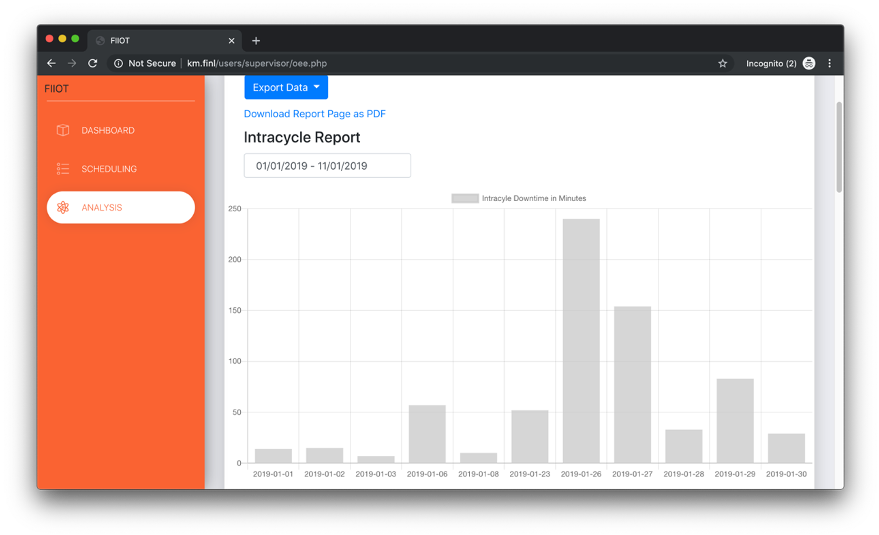 FIIOT
Not Secure | km.finl/users/supervisor/oee.php
Incognito (2)
FIIOT
DASHBOARD
SCHEDULING
ANALYSIS
Export Data
Download Report Page as PDF
Intracycle Report
01/01/2019 - 11/01/2019
Intracyle Downtime in Minutes
250
200
150
100
50
0
2019-01-01 2019-01-02 2019-01-03 2019-01-06 2019-01-08 2019-01-23 2019-01-26 2019-01-27 2019-01-28 2019-01-29 2019-01-30